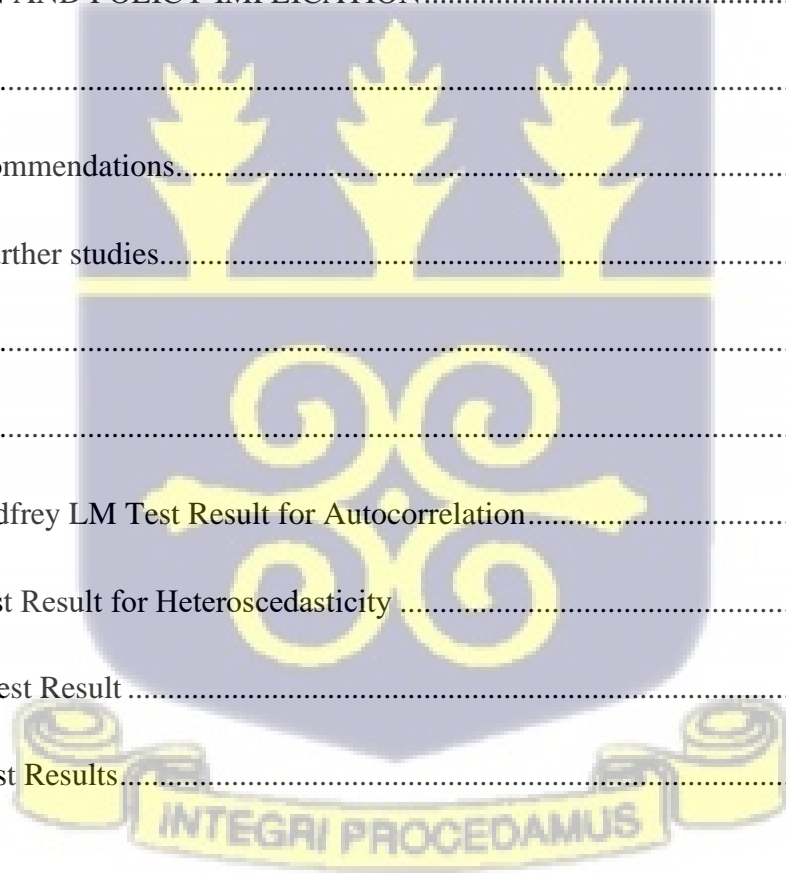 AND POLICY IMPLICATION....................
....................
ommendations....................
urther studies....................
....................
....................
dfrey LM Test Result for Autocorrelation....................
st Result for Heteroscedasticity ....................
est Result ....................
st Results....................
INTEGRI PROCEDAMUS